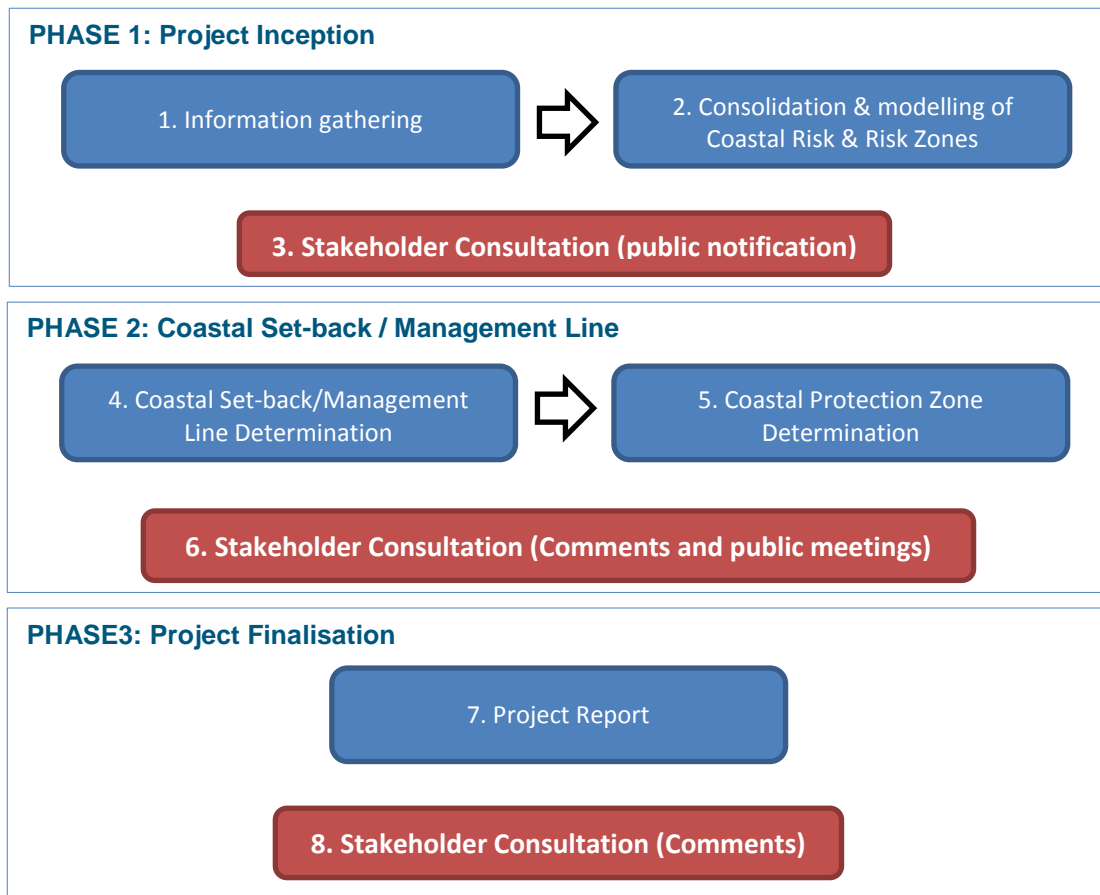 PHASE 1: Project Inception
1. Information gathering
2. Consolidation & modelling of
Coastal Risk & Risk Zones
3. Stakeholder Consultation (public notification)
PHASE 2: Coastal Set-back / Management Line
4. Coastal Set-back/Management
Line Determination
5. Coastal Protection Zone
Determination
6. Stakeholder Consultation (Comments and public meetings)
PHASE3: Project Finalisation
7. Project Report
8. Stakeholder Consultation (Comments)